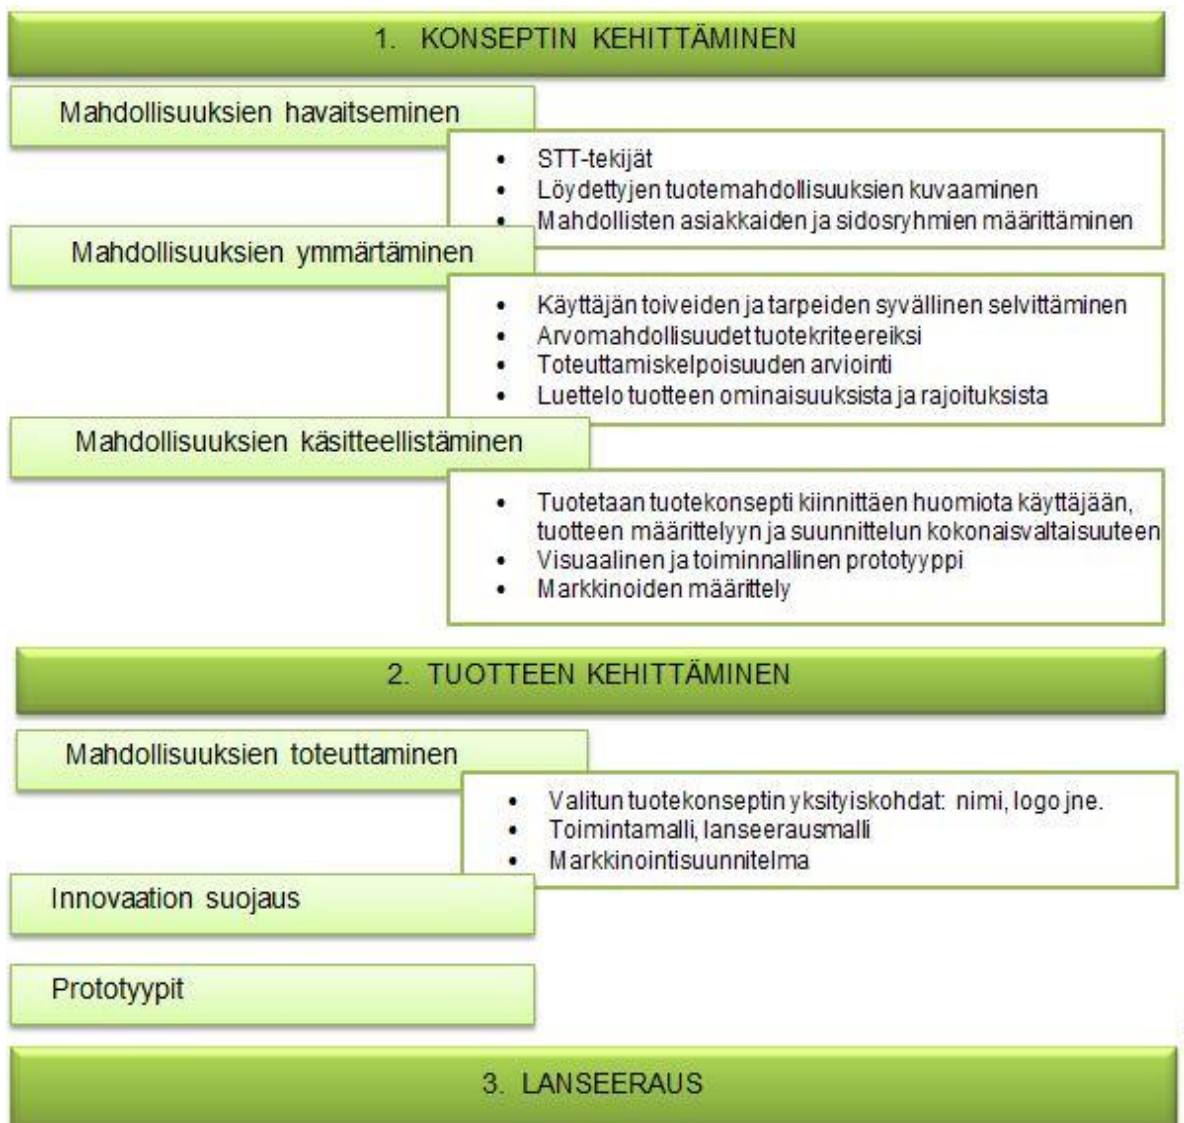 1. KONSEPTIN KEHITTÄMINEN
Mahdollisuuksien havaitseminen
• STT-tekijät
• Löydettyjen tuotemahdollisuuksien kuvaaminen
• Mahdollisten asiakkaiden ja sidosryhmien määrittäminen
Mahdollisuuksien ymmärtäminen
• Käyttäjän toiveiden ja tarpeiden syvällinen selvittäminen
• Arvomahdollisuudet tuotekriteereiksi
• Toteuttamiskelpoisuuden arviointi
• Luettelo tuotteen ominaisuuksista ja rajoituksista
Mahdollisuuksien käsitteellistäminen
• Tuotetaan tuotekonsepti kiinnittäen huomiota käyttäjään,
tuotteen määrittelyyn ja suunnittelun kokonaisvaltaisuuteen
• Visuaalinen ja toiminnallinen prototyyppi
• Markkinoiden määrittely
2. TUOTTEEN KEHITTÄMINEN
Mahdollisuuksien toteuttaminen
• Valitun tuotekonseptin yksityiskohdat: nimi, logo jne.
• Toimintamalli, lanseerausmalli
• Markkinointisuunnitelma
Innovaation suojaus
Prototyypit
3. LANSEERAUS